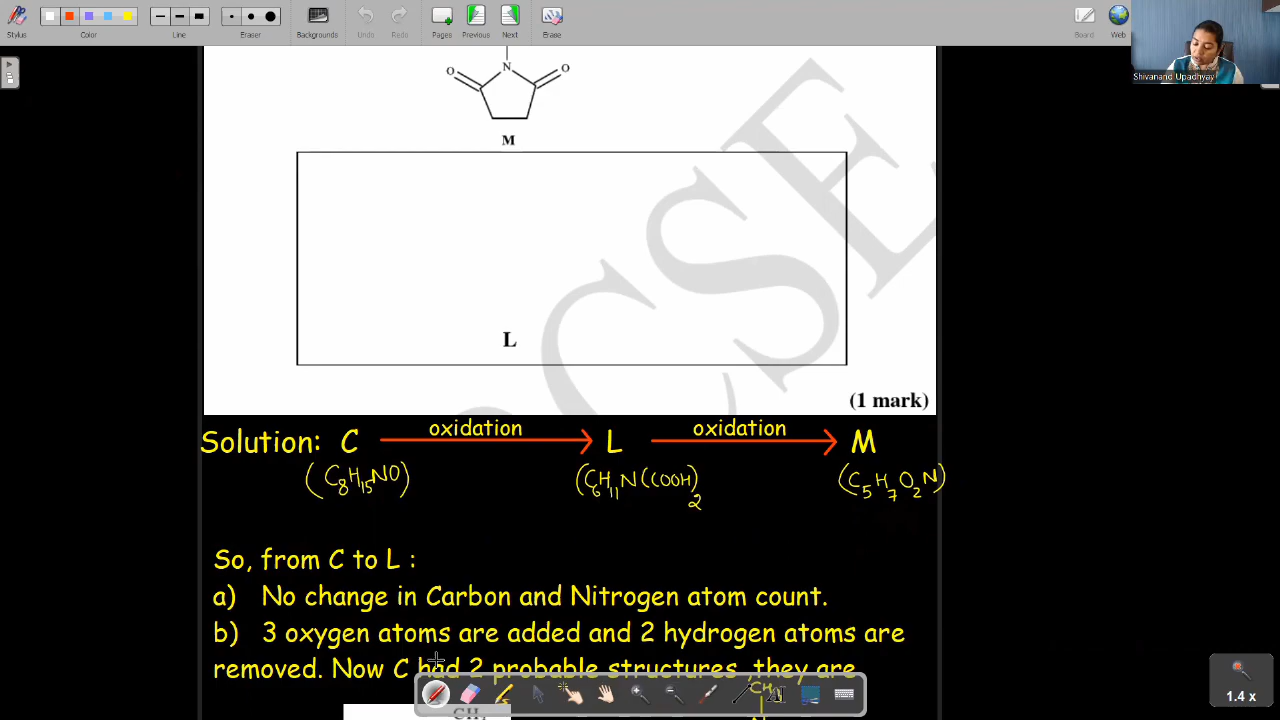 Stylus
Color
Line
Eraser
Backgrounds
Undo
Redo
Pages
Previous
Next
Erase
Board
Web
Shivanand Upadhyay
O
N
O
M
CSE
L
(1 mark)
Solution: C oxidation L oxidation M
(C8H15NO) (C6H11N(COOH)2 (C5H7O2N)
So, from C to L :
a) No change in Carbon and Nitrogen atom count.
b) 3 oxygen atoms are added and 2 hydrogen atoms are
removed. Now C had 2 probable structures ,they are
1.4 x